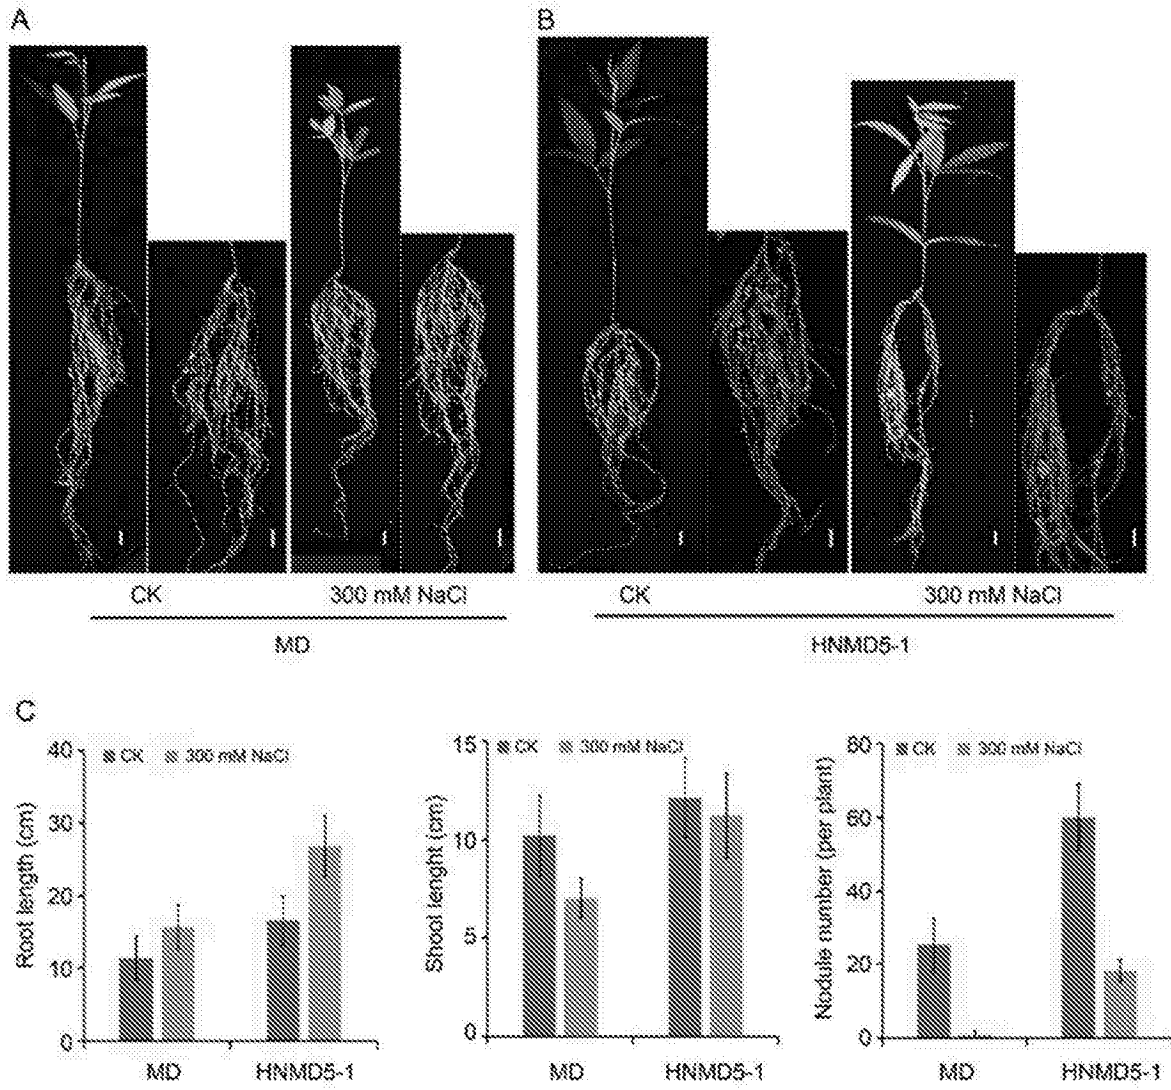 A
B
CK
300 mM NaCl
CK
300 mM NaCl
MD
HNMD5-1
C
40
30
20
10
0
Root length (cm)
CK
300 mM NaCl
MD
HNMD5-1
15
10
5
0
Shool lenght (cm)
CK
300 mM NaCl
MD
HNMD5-1
80
60
40
20
0
Nodule number (per plant)
CK
300 mM NaCl
MD
HNMD5-1